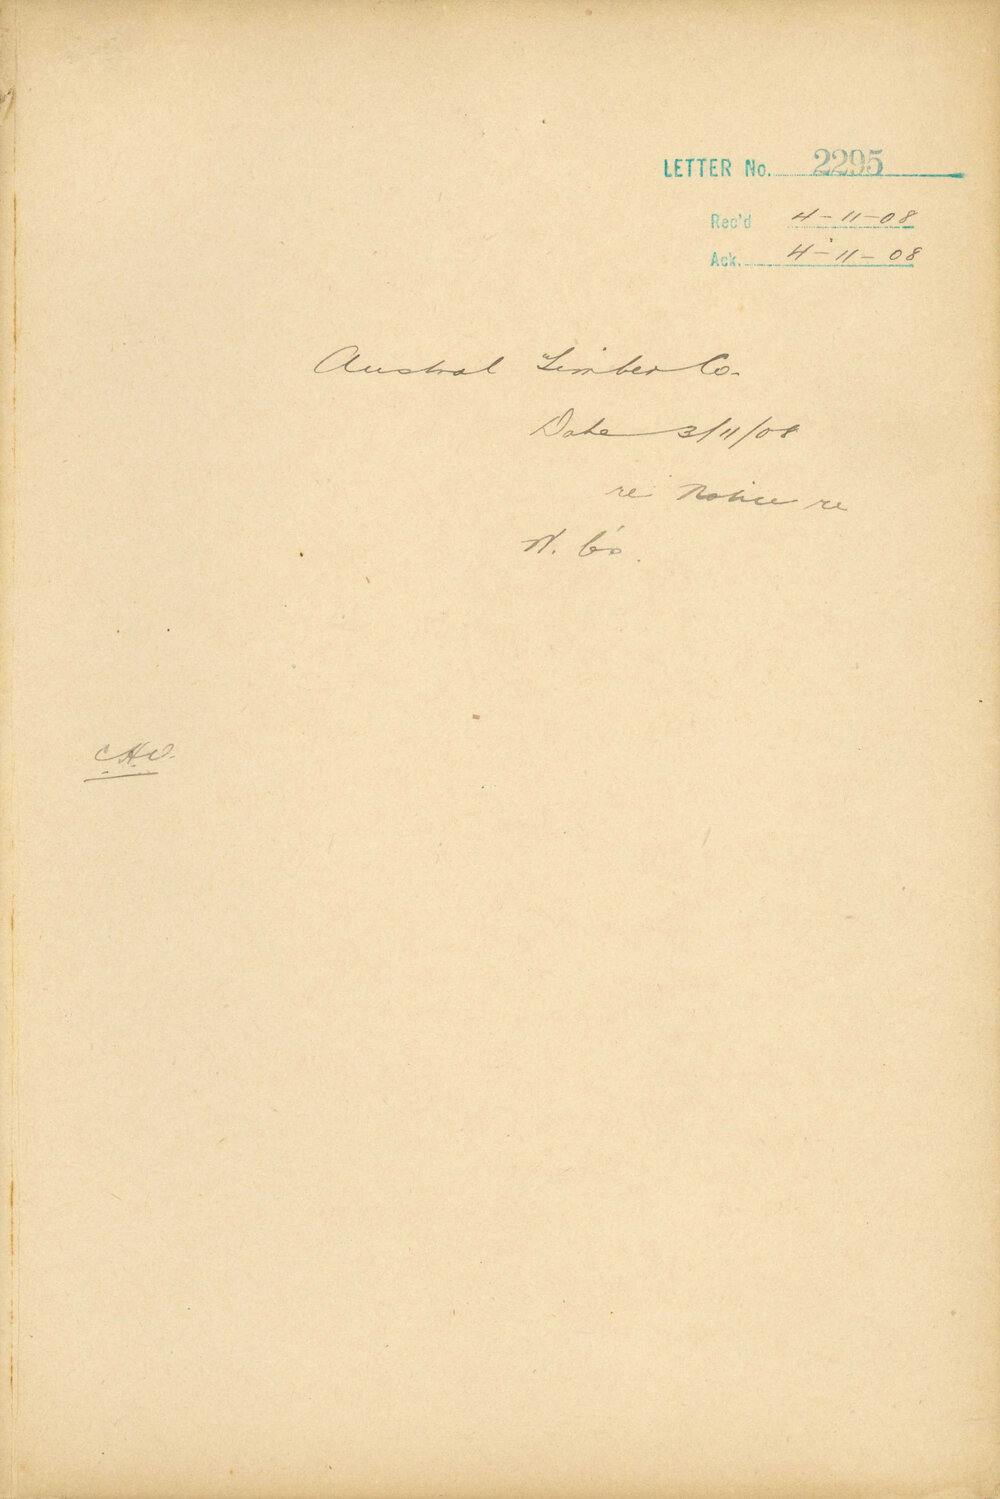 LETTER No. 2295
Rec'd 4-11-08
Ack. 4-11-08
Austral Timber Co.
Date 3/11/08
re Notice re
W. C's.